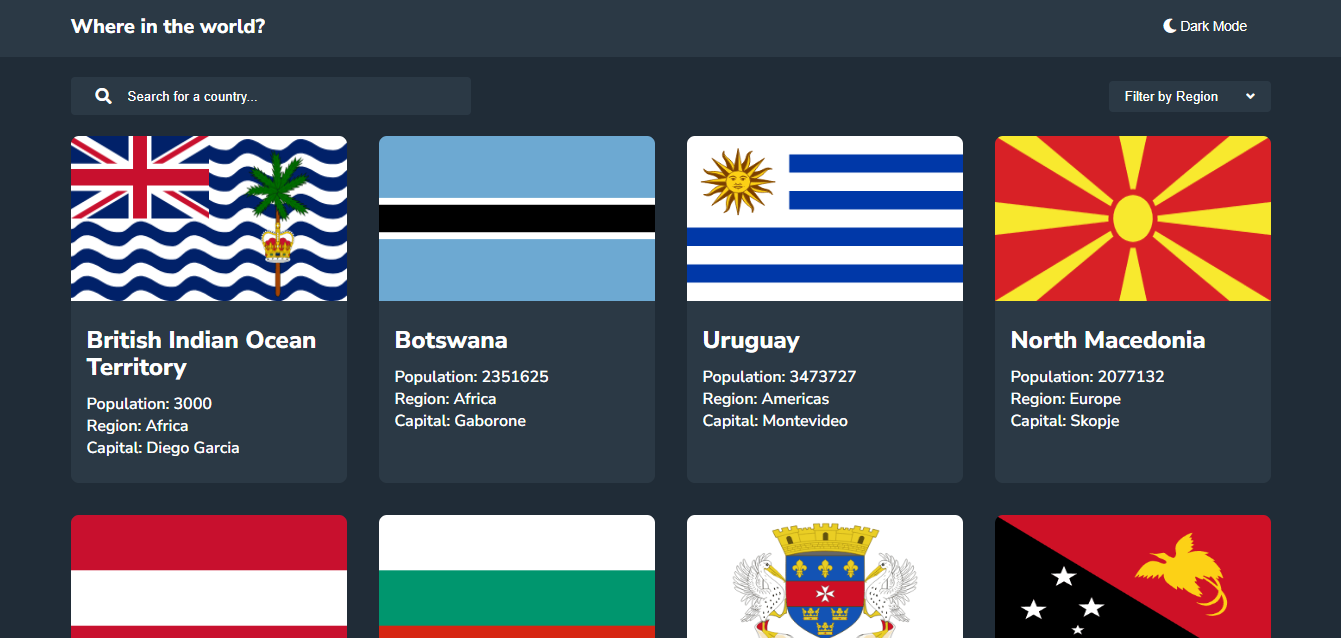 Where in the world?
Dark Mode
Search for a country...
Filter by Region
British Indian Ocean
Territory
Population: 3000
Region: Africa
Capital: Diego Garcia
Botswana
Population: 2351625
Region: Africa
Capital: Gaborone
Uruguay
Population: 3473727
Region: Americas
Capital: Montevideo
North Macedonia
Population: 2077132
Region: Europe
Capital: Skopje